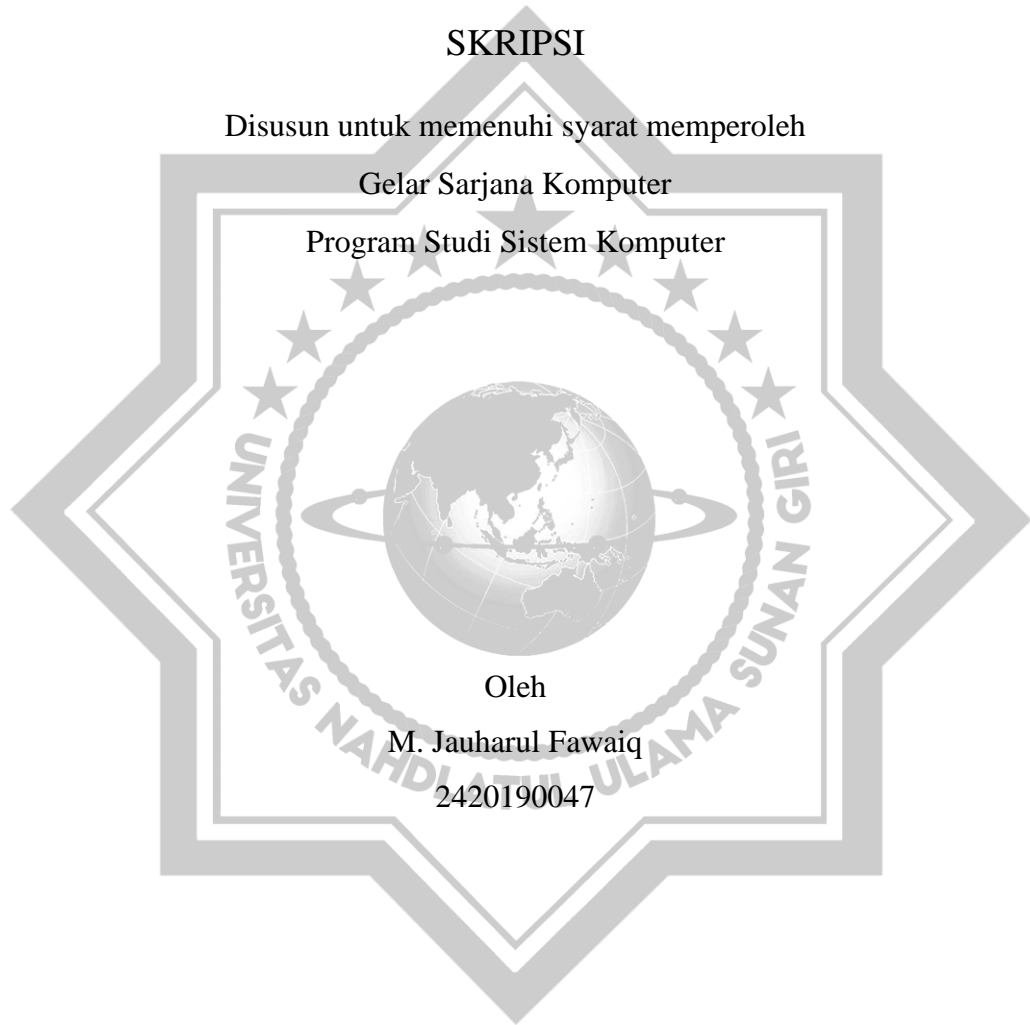 SKRIPSI
Disusun untuk memenuhi syarat memperoleh
Gelar Sarjana Komputer
Program Studi Sistem Komputer
UNIVERSITAS NAHDLATUL ULAMA SUNAN GIRI
Oleh
M. Jauharul Fawaiq
2420190047